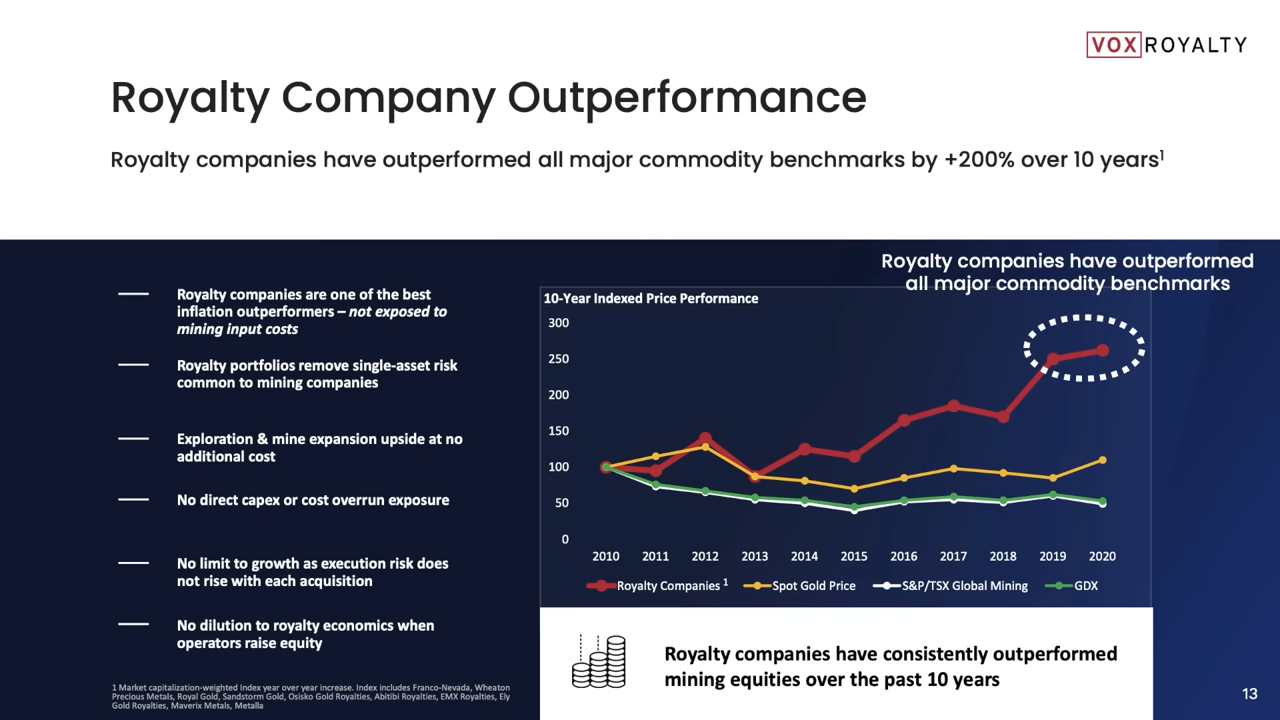 VOX ROYALTY
Royalty Company Outperformance
Royalty companies have outperformed all major commodity benchmarks by +200% over 10 years1
Royalty companies are one of the best
inflation outperformers – not exposed to
mining input costs
Royalty portfolios remove single-asset risk
common to mining companies
Exploration & mine expansion upside at no
additional cost
No direct capex or cost overrun exposure
No limit to growth as execution risk does
not rise with each acquisition
No dilution to royalty economics when
operators raise equity
1 Market capitalization-weighted Index year over year increase. Index includes Franco-Nevada, Wheaton
Precious Metals, Royal Gold, Sandstorm Gold, Osisko Gold Royalties, Abitibi Royalties, EMX Royalties, Ely
Gold Royalties, Maverix Metals, Metalla
Royalty companies have outperformed
all major commodity benchmarks
10-Year Indexed Price Performance
300
250
200
150
100
50
0
2010 2011 2012 2013 2014 2015 2016 2017 2018 2019 2020
Royalty Companies 1 Spot Gold Price S&P/TSX Global Mining GDX
Royalty companies have consistently outperformed
mining equities over the past 10 years
13